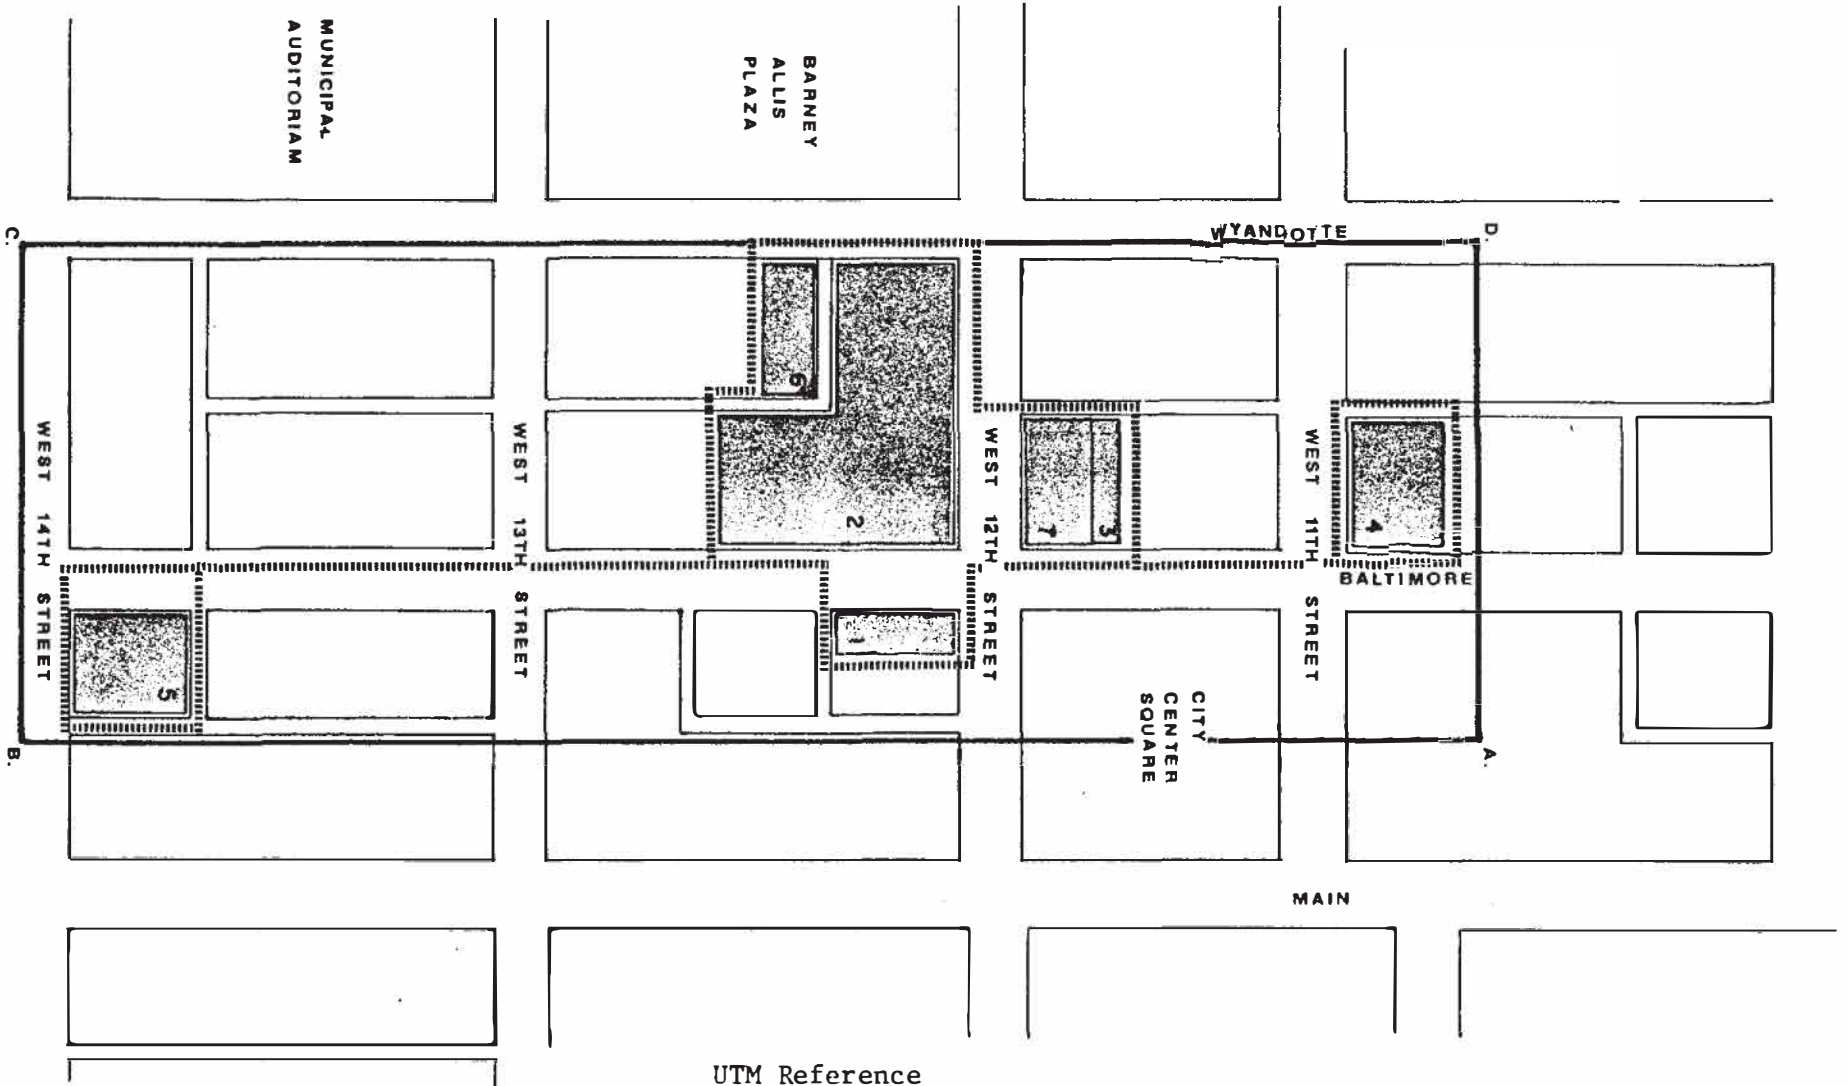 MUNICIPAL
AUDITORIAM
BARNEY
ALLIS
PLAZA
C.
WYANDOTTE
D.
6
2
7
3
4
WEST 14TH STREET
WEST 13TH STREET
WEST 12TH STREET
WEST 11TH STREET
BALTIMORE
1
5
CITY
CENTER
SQUARE
B.
A.
MAIN
UTM Reference